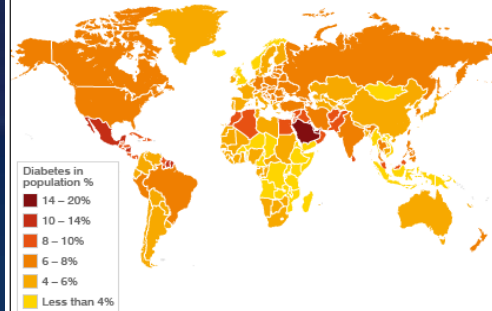 Diabetes in
population %
14 – 20%
10 – 14%
8 – 10%
6 – 8%
4 – 6%
Less than 4%